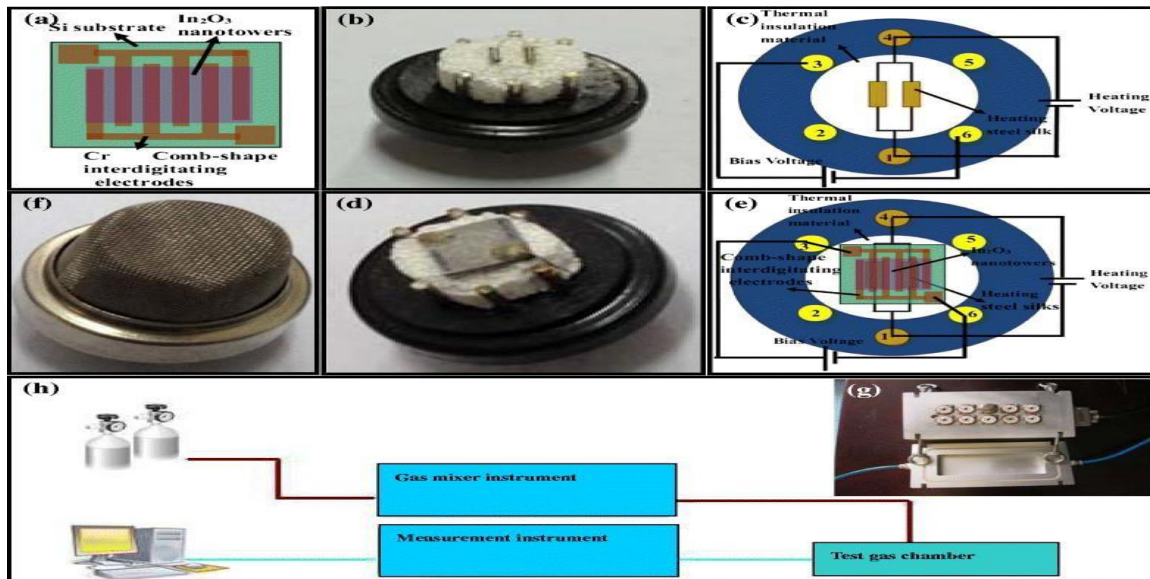 (a)
Si substrate
In₂O₃
nanotowers
Cr
Comb-shape
interdigitating
electrodes
(b)
(c)
Thermal
insulation
material
4
3
5
2
6
1
Heating
Voltage
Heating
steel silk
Bias Voltage
(f)
(d)
(e)
Thermal
insulation
material
4
3
5
Comb-shape
interdigitating
electrodes
In₂O₃
nanotowers
Heating
Voltage
Heating
steel silks
2
6
1
Bias Voltage
(h)
(g)
Gas mixer instrument
Measurement instrument
Test gas chamber